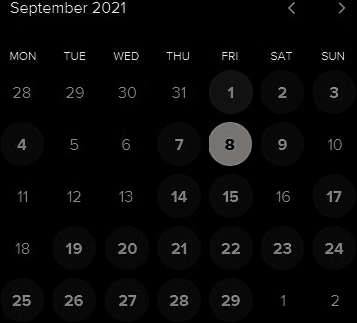 September 2021
MON TUE WED THU FRI SAT SUN
28 29 30 31 1 2 3
4 5 6 7 8 9 10
11 12 13 14 15 16 17
18 19 20 21 22 23 24
25 26 27 28 29 1 2